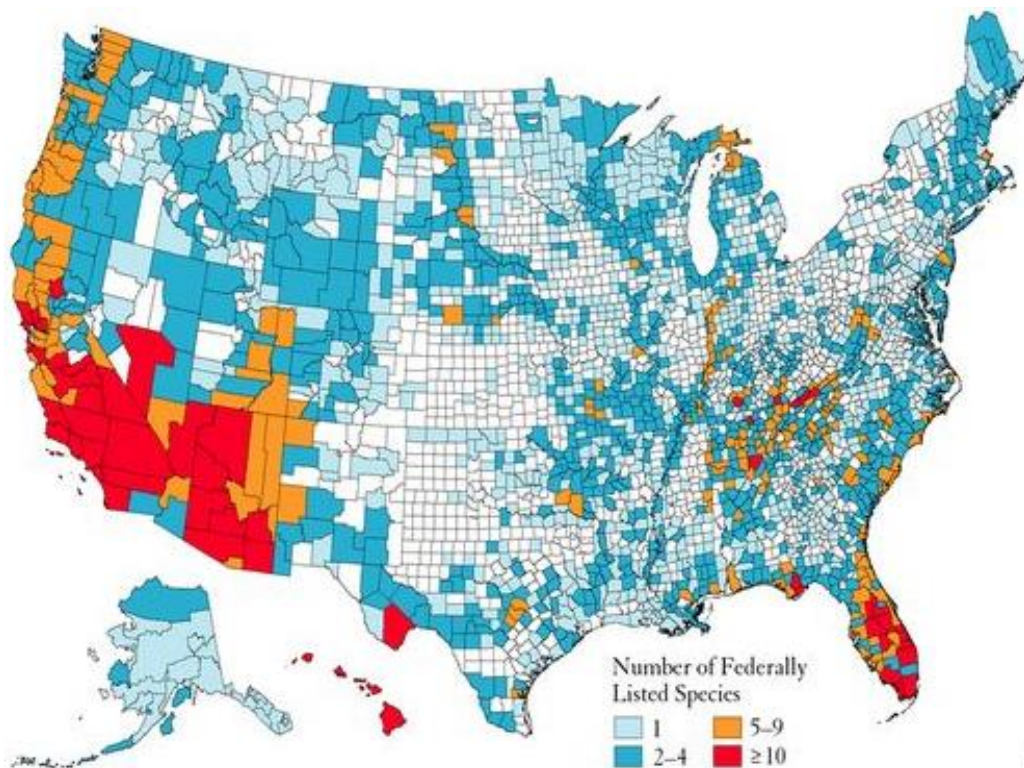 Number of Federally
Listed Species
1
5–9
2–4
≥10